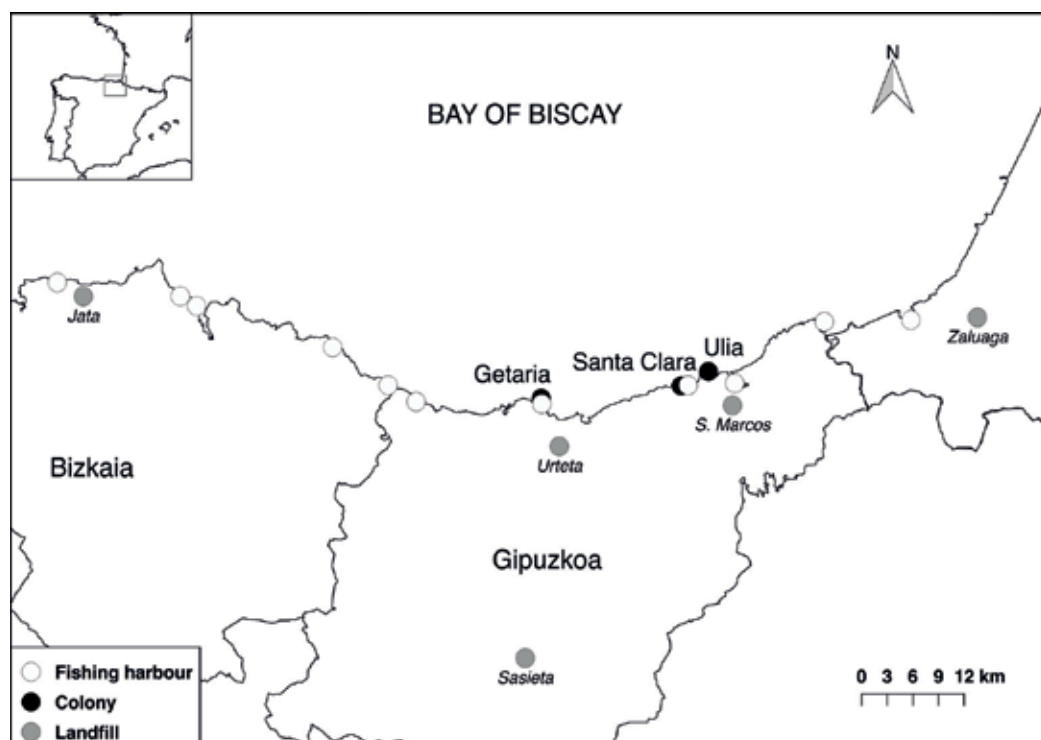 N
BAY OF BISCAY
Jata
Zaluaga
Ulia
Santa Clara
Getaria
S. Marcos
Urteta
Bizkaia
Gipuzkoa
Sasieta
Fishing harbour
Colony
Landfill
0 3 6 9 12 km